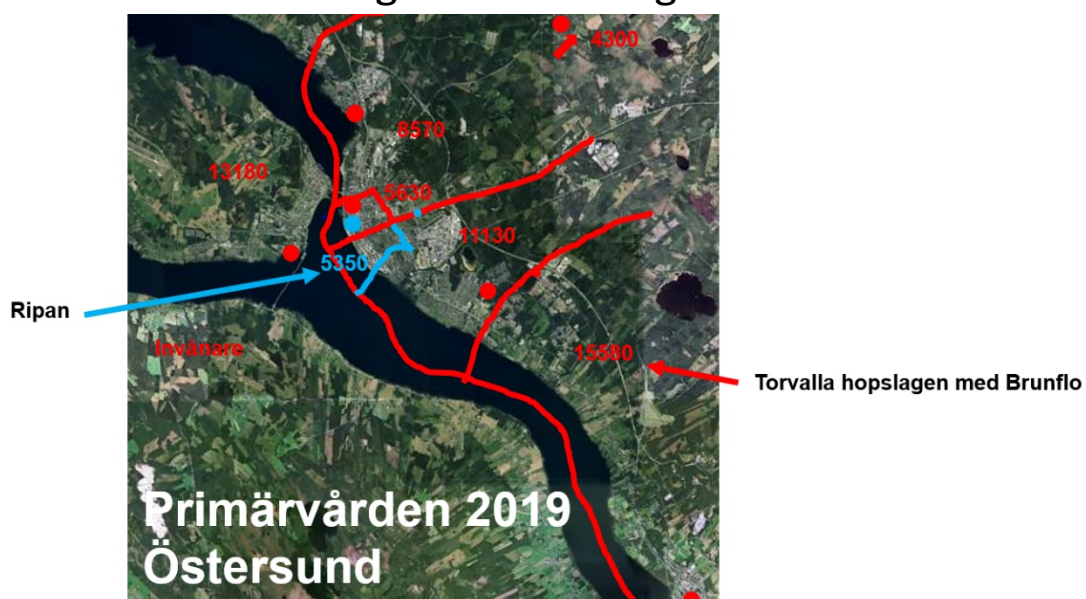 4300
8570
13180
5630
11130
5350
Ripan
Invånare
15580
Torvalla hopslagen med Brunflo
Primärvården 2019
Östersund